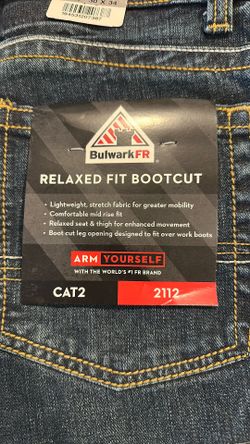 30 X 34
BulwarkFR®
RELAXED FIT BOOTCUT
• Lightweight, stretch fabric for greater mobility
• Comfortable mid rise fit
• Relaxed seat & thigh for enhanced movement
• Boot cut leg opening designed to fit over work boots
ARM YOURSELF
WITH THE WORLD'S #1 FR BRAND
CAT2 2112